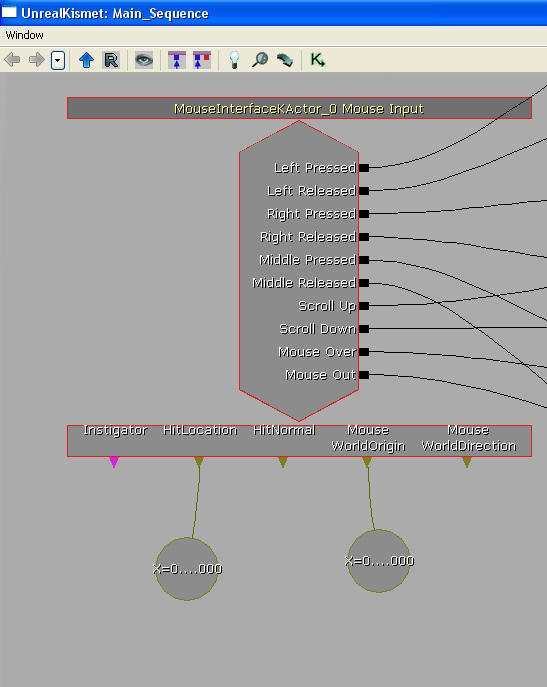 UnrealKismet: Main_Sequence
Window
R
K
MouseInterfaceKActor_0 Mouse Input
Left Pressed
Left Released
Right Pressed
Right Released
Middle Pressed
Middle Released
Scroll Up
Scroll Down
Mouse Over
Mouse Out
Instigator HitLocation HitNormal Mouse Mouse
WorldOrigin WorldDirection
X=0....000 X=0....000